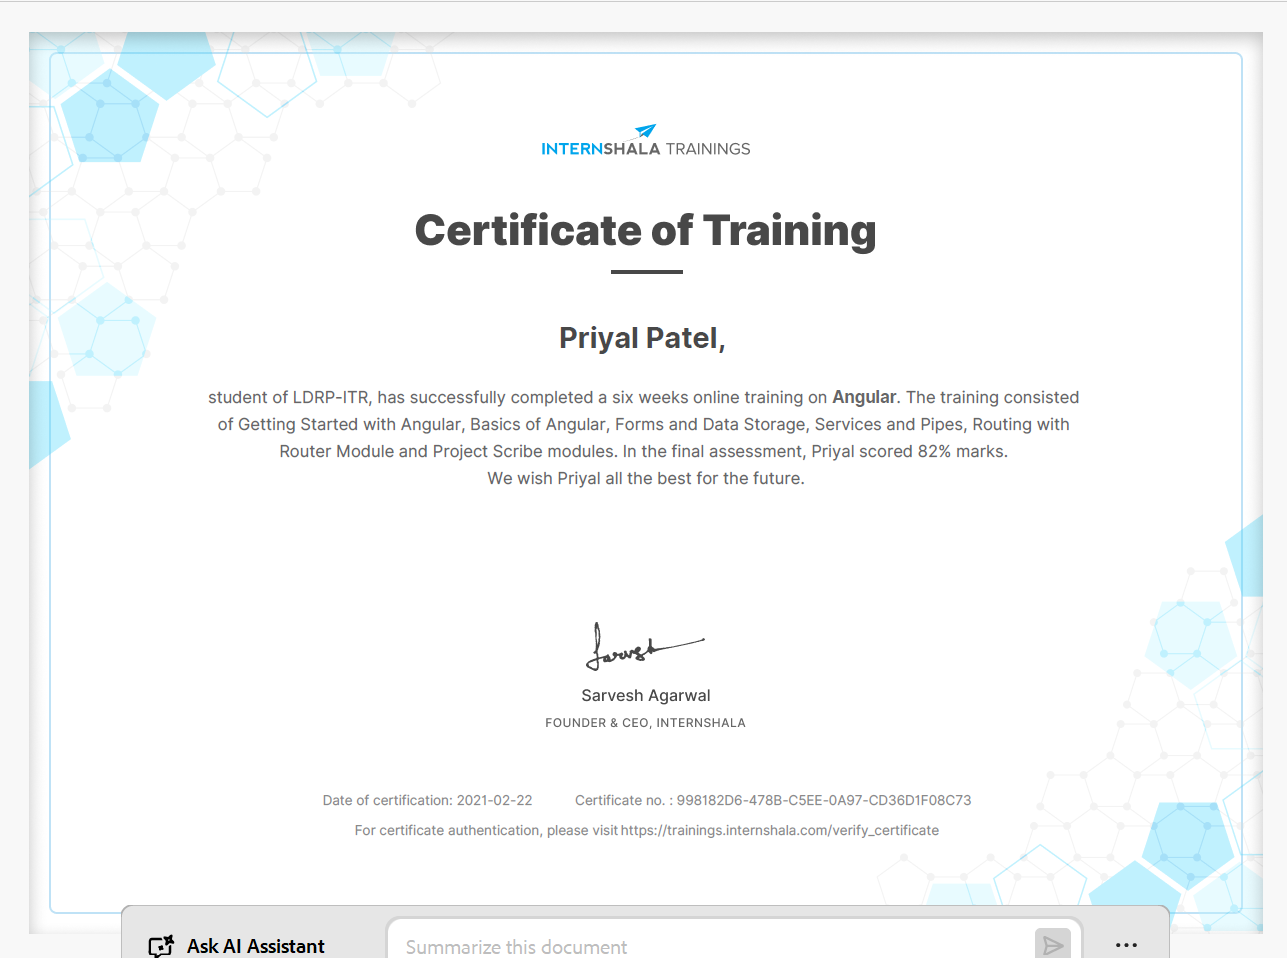 INTERNSHALA TRAININGS
Certificate of Training
Priyal Patel,
student of LDRP-ITR, has successfully completed a six weeks online training on Angular. The training consisted
of Getting Started with Angular, Basics of Angular, Forms and Data Storage, Services and Pipes, Routing with
Router Module and Project Scribe modules. In the final assessment, Priyal scored 82% marks.
We wish Priyal all the best for the future.
Sarvesh
Sarvesh Agarwal
FOUNDER & CEO, INTERNSHALA
Date of certification: 2021-02-22 Certificate no. : 998182D6-478B-C5EE-0A97-CD36D1F08C73
For certificate authentication, please visit https://trainings.internshala.com/verify_certificate
Ask AI Assistant Summarize this document